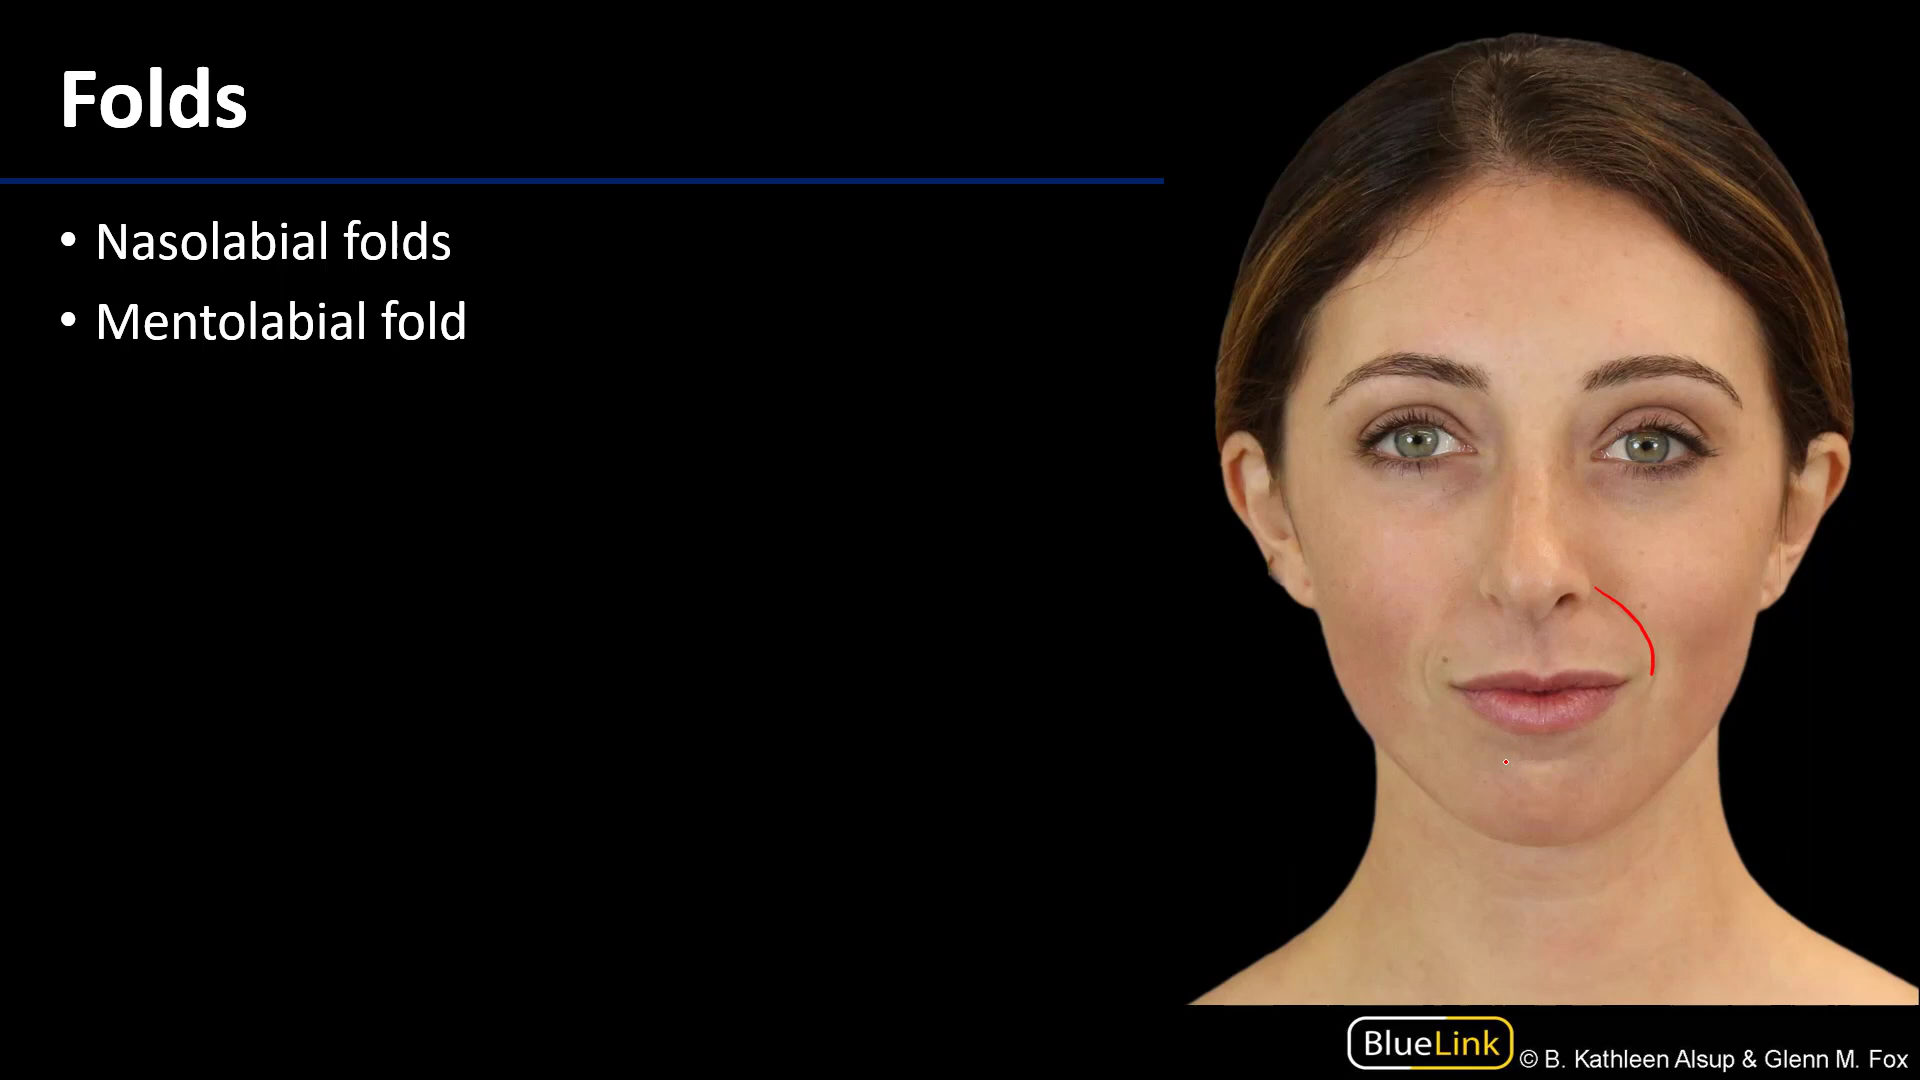 Folds
• Nasolabial folds
• Mentolabial fold
BlueLink
© B. Kathleen Alsup & Glenn M. Fox